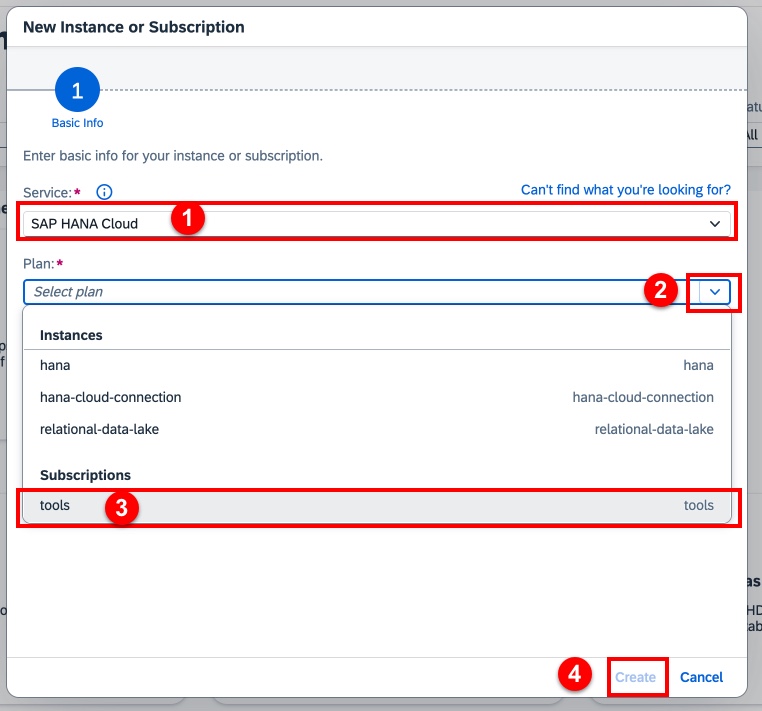 New Instance or Subscription
1
Basic Info
Enter basic info for your instance or subscription.
Service:*
Can't find what you're looking for?
SAP HANA Cloud
1
Plan:*
Select plan
2
Instances
hana hana
hana-cloud-connection hana-cloud-connection
relational-data-lake relational-data-lake
Subscriptions
tools 3 tools
4 Create Cancel